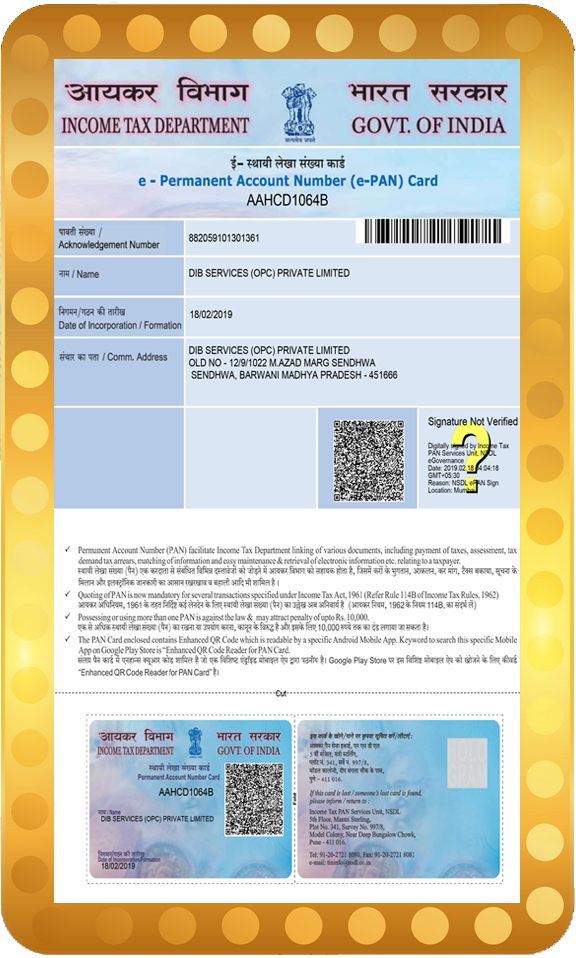 आयकर विभाग
INCOME TAX DEPARTMENT
सत्यमेव जयते
भारत सरकार
GOVT. OF INDIA
ई- स्थायी लेखा संख्या कार्ड
e - Permanent Account Number (e-PAN) Card
AAHCD1064B
पावती संख्या /
Acknowledgement Number
882059101301361
नाम / Name
DIB SERVICES (OPC) PRIVATE LIMITED
निगमन/गठन की तारीख
Date of Incorporation / Formation
18/02/2019
संचार का पता / Comm. Address
DIB SERVICES (OPC) PRIVATE LIMITED
OLD NO - 12/9/1022 M.AZAD MARG SENDHWA
SENDHWA, BARWANI MADHYA PRADESH - 451666
Signature Not Verified
?
Digitally signed by Income Tax
PAN Services Unit, NSDL
eGovernance
Date: 2019.02.18 04:04:18
GMT+05:30
Reason: NSDL ePAN Sign
Location: Mumbai
✓ Permanent Account Number (PAN) facilitate Income Tax Department linking of various documents, including payment of taxes, assessment, tax
demand tax arrears, matching of information and easy maintenance & retrieval of electronic information etc. relating to a taxpayer.
स्थायी लेखा संख्या (पैन) एक करदाता से संबंधित विभिन्न दस्तावेजों को जोड़ने में आयकर विभाग को सहायक होता है, जिसमें करों के भुगतान, आकलन, कर मांग, टैक्स बकाया, सूचना के
मिलान और इलक्ट्रॉनिक जानकारी का आसान रखरखाव व बहाली आदि भी शामिल है।
✓ Quoting of PAN is now mandatory for several transactions specified under Income Tax Act, 1961 (Refer Rule 114B of Income Tax Rules, 1962)
आयकर अधिनियम, 1961 के तहत निर्दिष्ट कई लेनदेन के लिए स्थायी लेखा संख्या (पैन) का उल्लेख अब अनिवार्य है (आयकर नियम, 1962 के नियम 114B, का संदर्भ लें)
✓ Possessing or using more than one PAN is against the law & may attract penalty of upto Rs. 10,000.
एक से अधिक स्थायी लेखा संख्या (पैन) का रखना या उपयोग करना, कानून के विरुद्ध है और इसके लिए 10,000 रुपये तक का दंड लगाया जा सकता है।
✓ The PAN Card enclosed contains Enhanced QR Code which is readable by a specific Android Mobile App. Keyword to search this specific Mobile
App on Google Play Store is "Enhanced QR Code Reader for PAN Card.
संलग्न पैन कार्ड में एनहान्स क्यूआर कोड शामिल है जो एक विशिष्ट एंड्रॉइड मोबाइल ऐप द्वारा पठनीय है। Google Play Store पर इस विशिष्ट मोबाइल ऐप को खोजने के लिए कीवर्ड
"Enhanced QR Code Reader for PAN Card" है।
Cut
आयकर विभाग
INCOME TAX DEPARTMENT
भारत सरकार
GOVT. OF INDIA
स्थायी लेखा संख्या कार्ड
Permanent Account Number Card
AAHCD1064B
नाम / Name
DIB SERVICES (OPC) PRIVATE LIMITED
निगमन/गठन की तारीख
Date of Incorporation/Formation
18/02/2019
Fold
इस कार्ड के खोने/पाने पर कृपया सूचित करें/लौटाएं:
आयकर पैन सेवा इकाई, एन एस डी एल
5 वीं मंजिल, मंत्री स्टर्लिंग,
प्लॉट नं. 341, सर्वे नं. 997/8,
मॉडल कालोनी, दीप बंगला चौक के पास,
पुणे - 411 016.
If this card is lost / someone's lost card is found,
please inform / return to :
Income Tax PAN Services Unit, NSDL
5th Floor, Mantri Sterling,
Plot No. 341, Survey No. 997/8,
Model Colony, Near Deep Bungalow Chowk,
Pune - 411 016.
Tel: 91-20-2721 8080, Fax: 91-20-2721 8081
e-mail: tininfo@nsdl.co.in